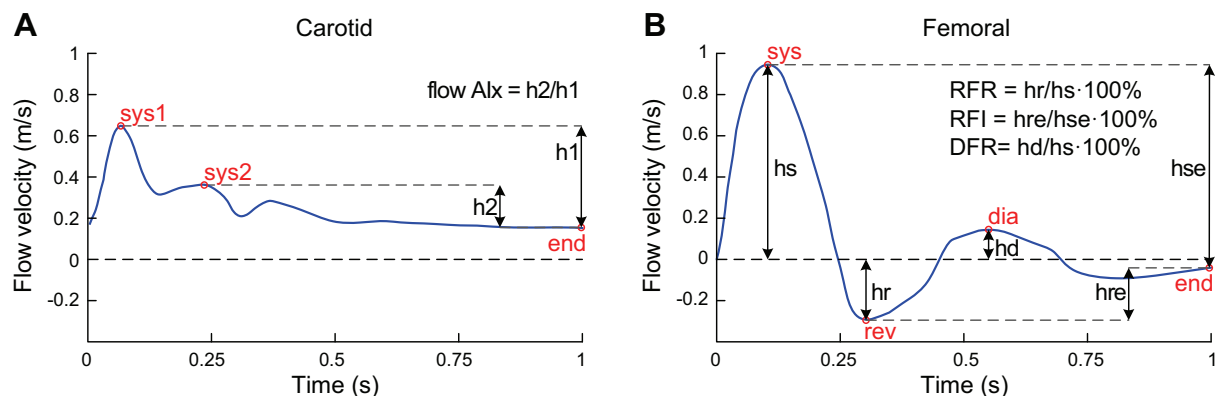 A
Carotid
1
0.8
0.6
0.4
0.2
0
-0.2
Flow velocity (m/s)
flow AIx = h2/h1
sys1
sys2
h1
h2
end
0
0.25
0.5
0.75
1
Time (s)
B
Femoral
1
0.8
0.6
0.4
0.2
0
-0.2
Flow velocity (m/s)
sys
RFR = hr/hs·100%
RFI = hre/hse·100%
DFR= hd/hs·100%
hs
hse
dia
hd
hr
hre
end
rev
0
0.25
0.5
0.75
1
Time (s)